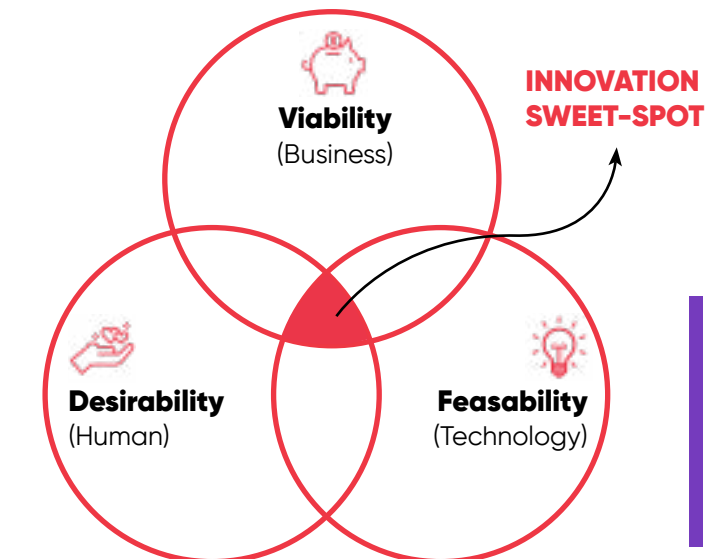 Viability
(Business)
INNOVATION
SWEET-SPOT
Desirability
(Human)
Feasability
(Technology)